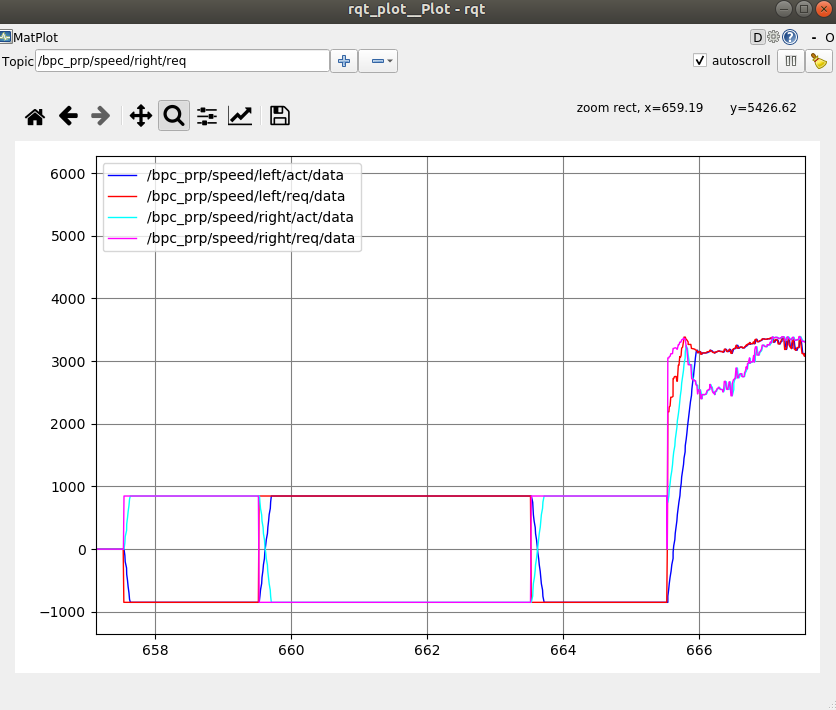 rqt_plot__Plot - rqt
MatPlot
D
?
- O
Topic /bpc_prp/speed/right/req
autoscroll
zoom rect, x=659.19 y=5426.62
/bpc_prp/speed/left/act/data
/bpc_prp/speed/left/req/data
/bpc_prp/speed/right/act/data
/bpc_prp/speed/right/req/data
6000
5000
4000
3000
2000
1000
0
−1000
658 660 662 664 666